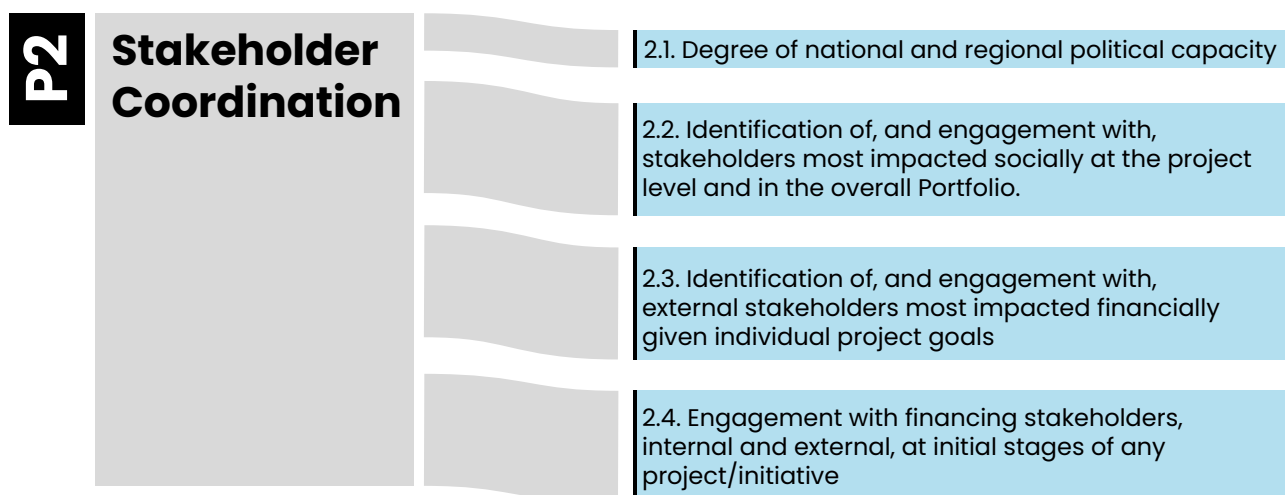 P2
Stakeholder
Coordination
2.1. Degree of national and regional political capacity
2.2. Identification of, and engagement with,
stakeholders most impacted socially at the project
level and in the overall Portfolio.
2.3. Identification of, and engagement with,
external stakeholders most impacted financially
given individual project goals
2.4. Engagement with financing stakeholders,
internal and external, at initial stages of any
project/initiative